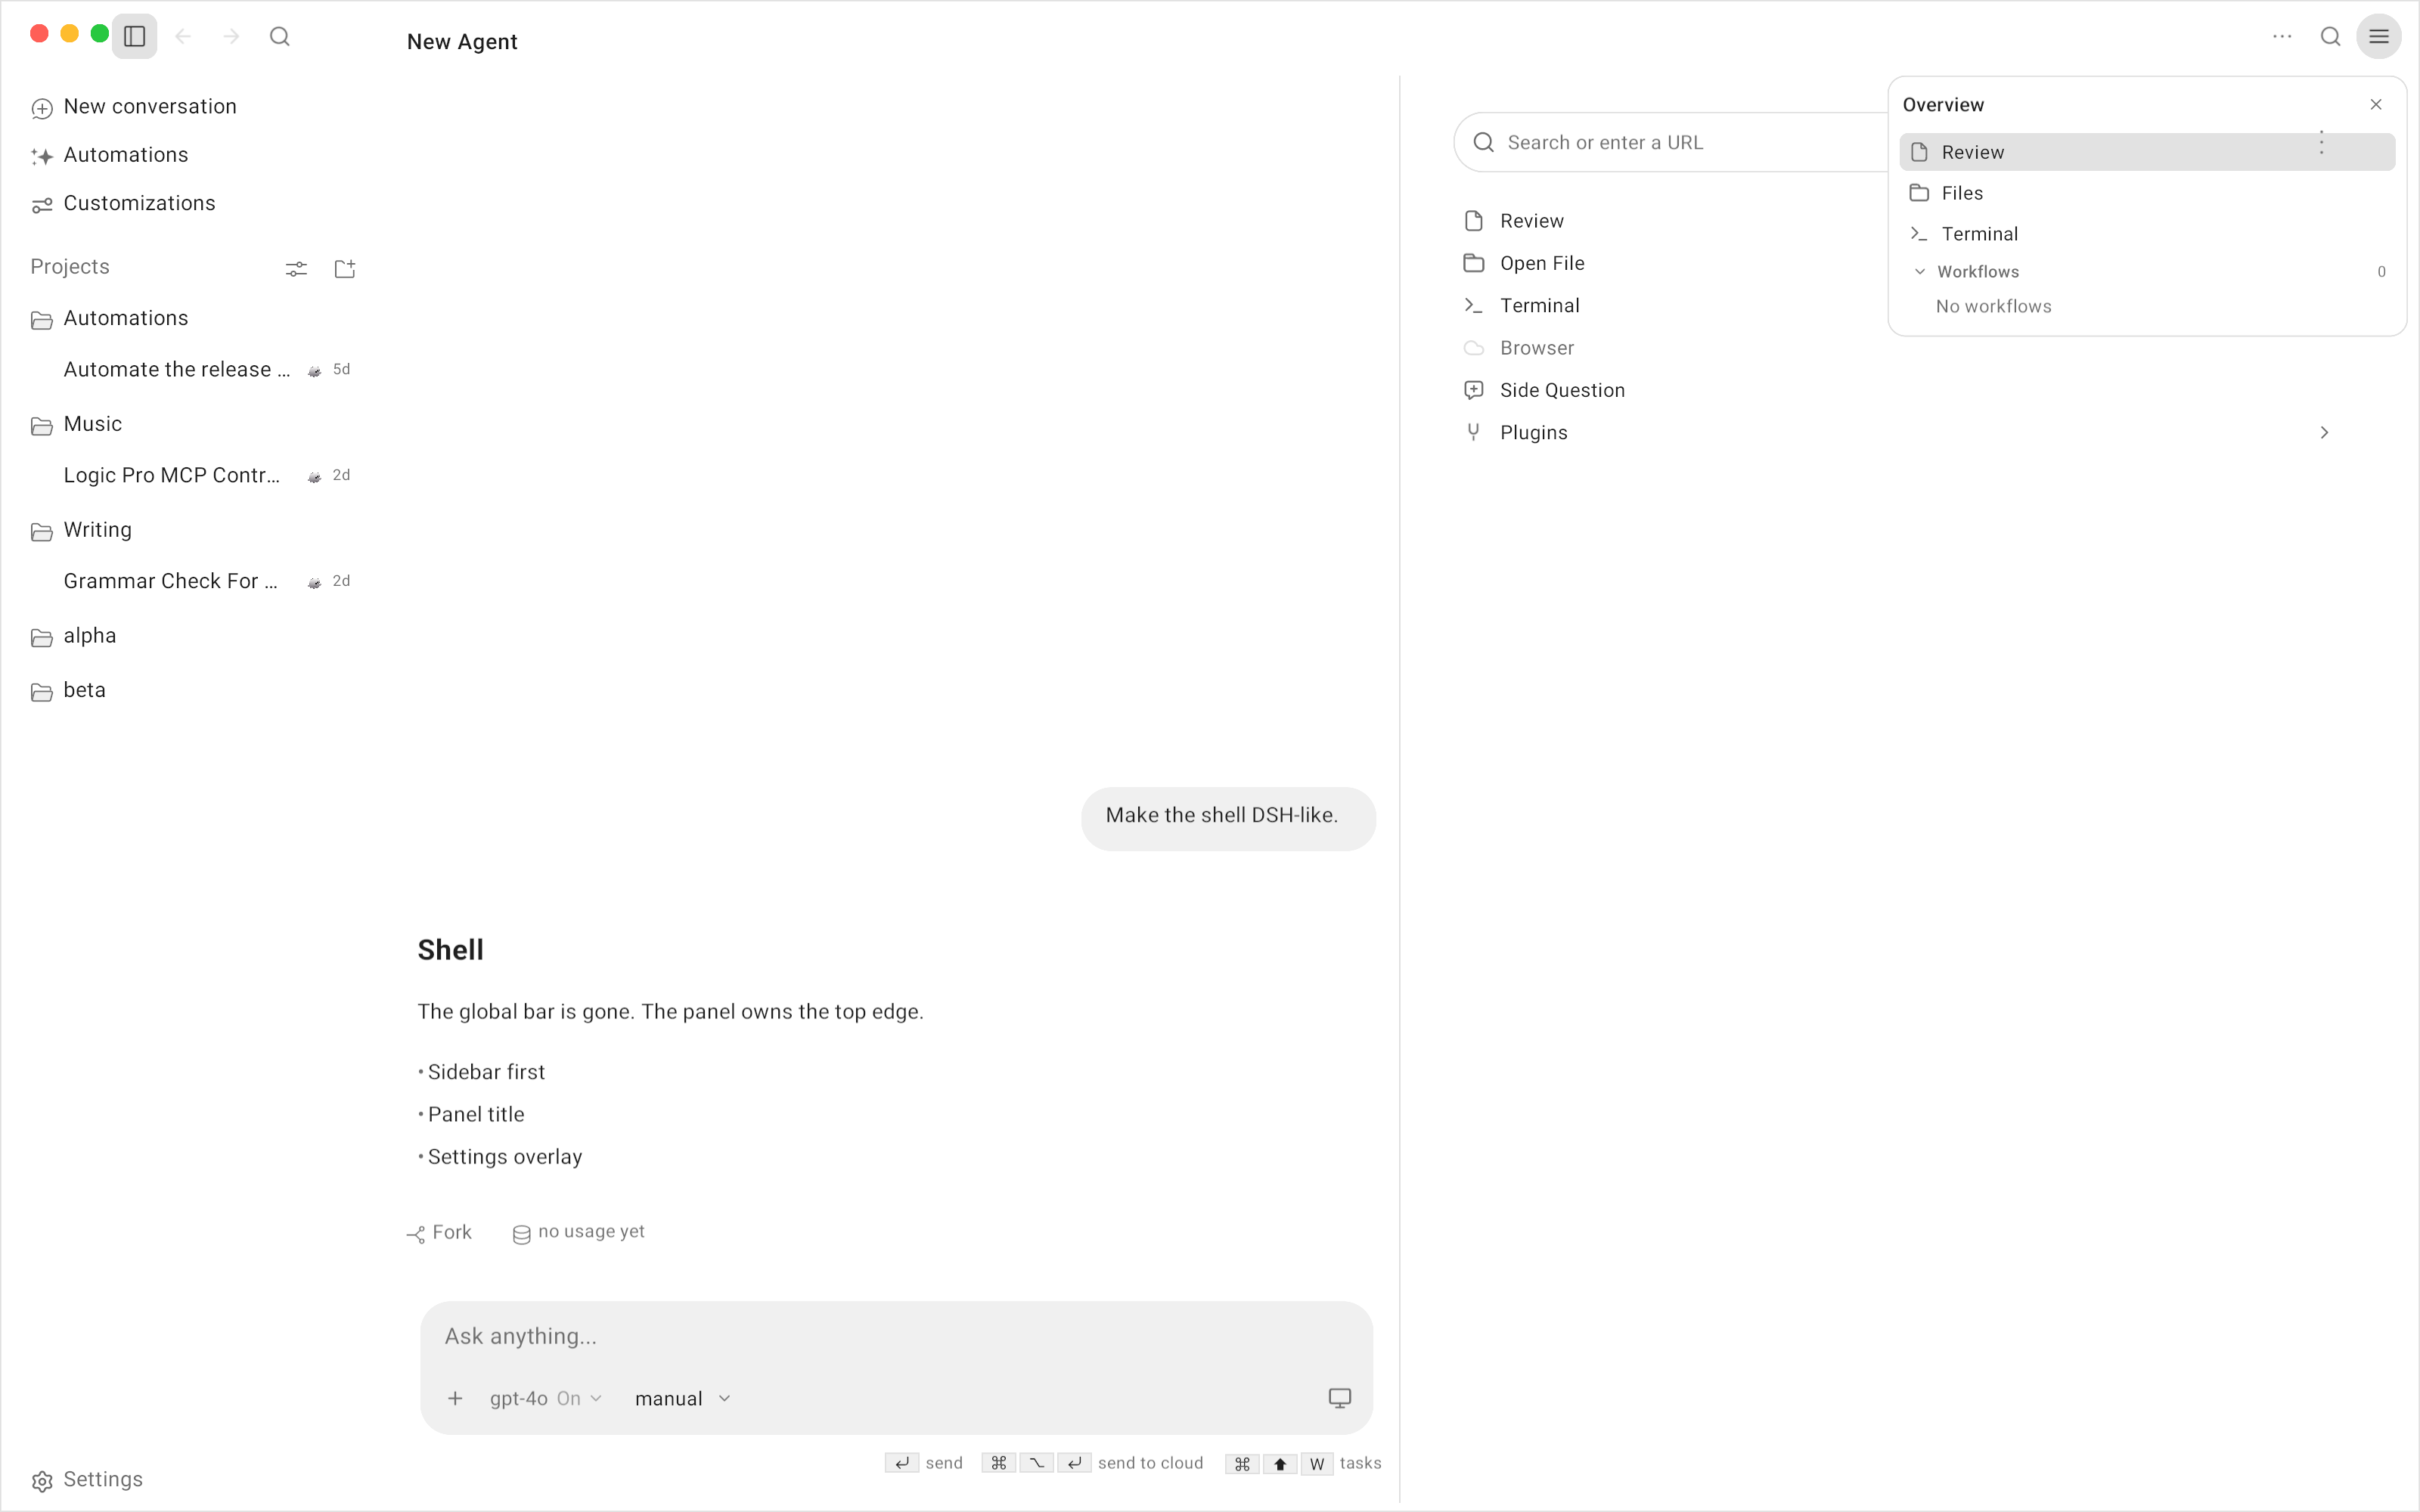 New Agent
New conversation
Automations
Customizations
Projects
Automations
Automate the release ... 5d
Music
Logic Pro MCP Contr... 2d
Writing
Grammar Check For ... 2d
alpha
beta
Settings
Make the shell DSH-like.
Shell
The global bar is gone. The panel owns the top edge.
• Sidebar first
• Panel title
• Settings overlay
Fork no usage yet
Ask anything...
gpt-4o On manual
↵ send ⌘ ⌥ ↵ send to cloud ⌘ ⬆ W tasks
Search or enter a URL
Review
Open File
Terminal
Browser
Side Question
Plugins
Overview
Review
Files
Terminal
Workflows 0
No workflows